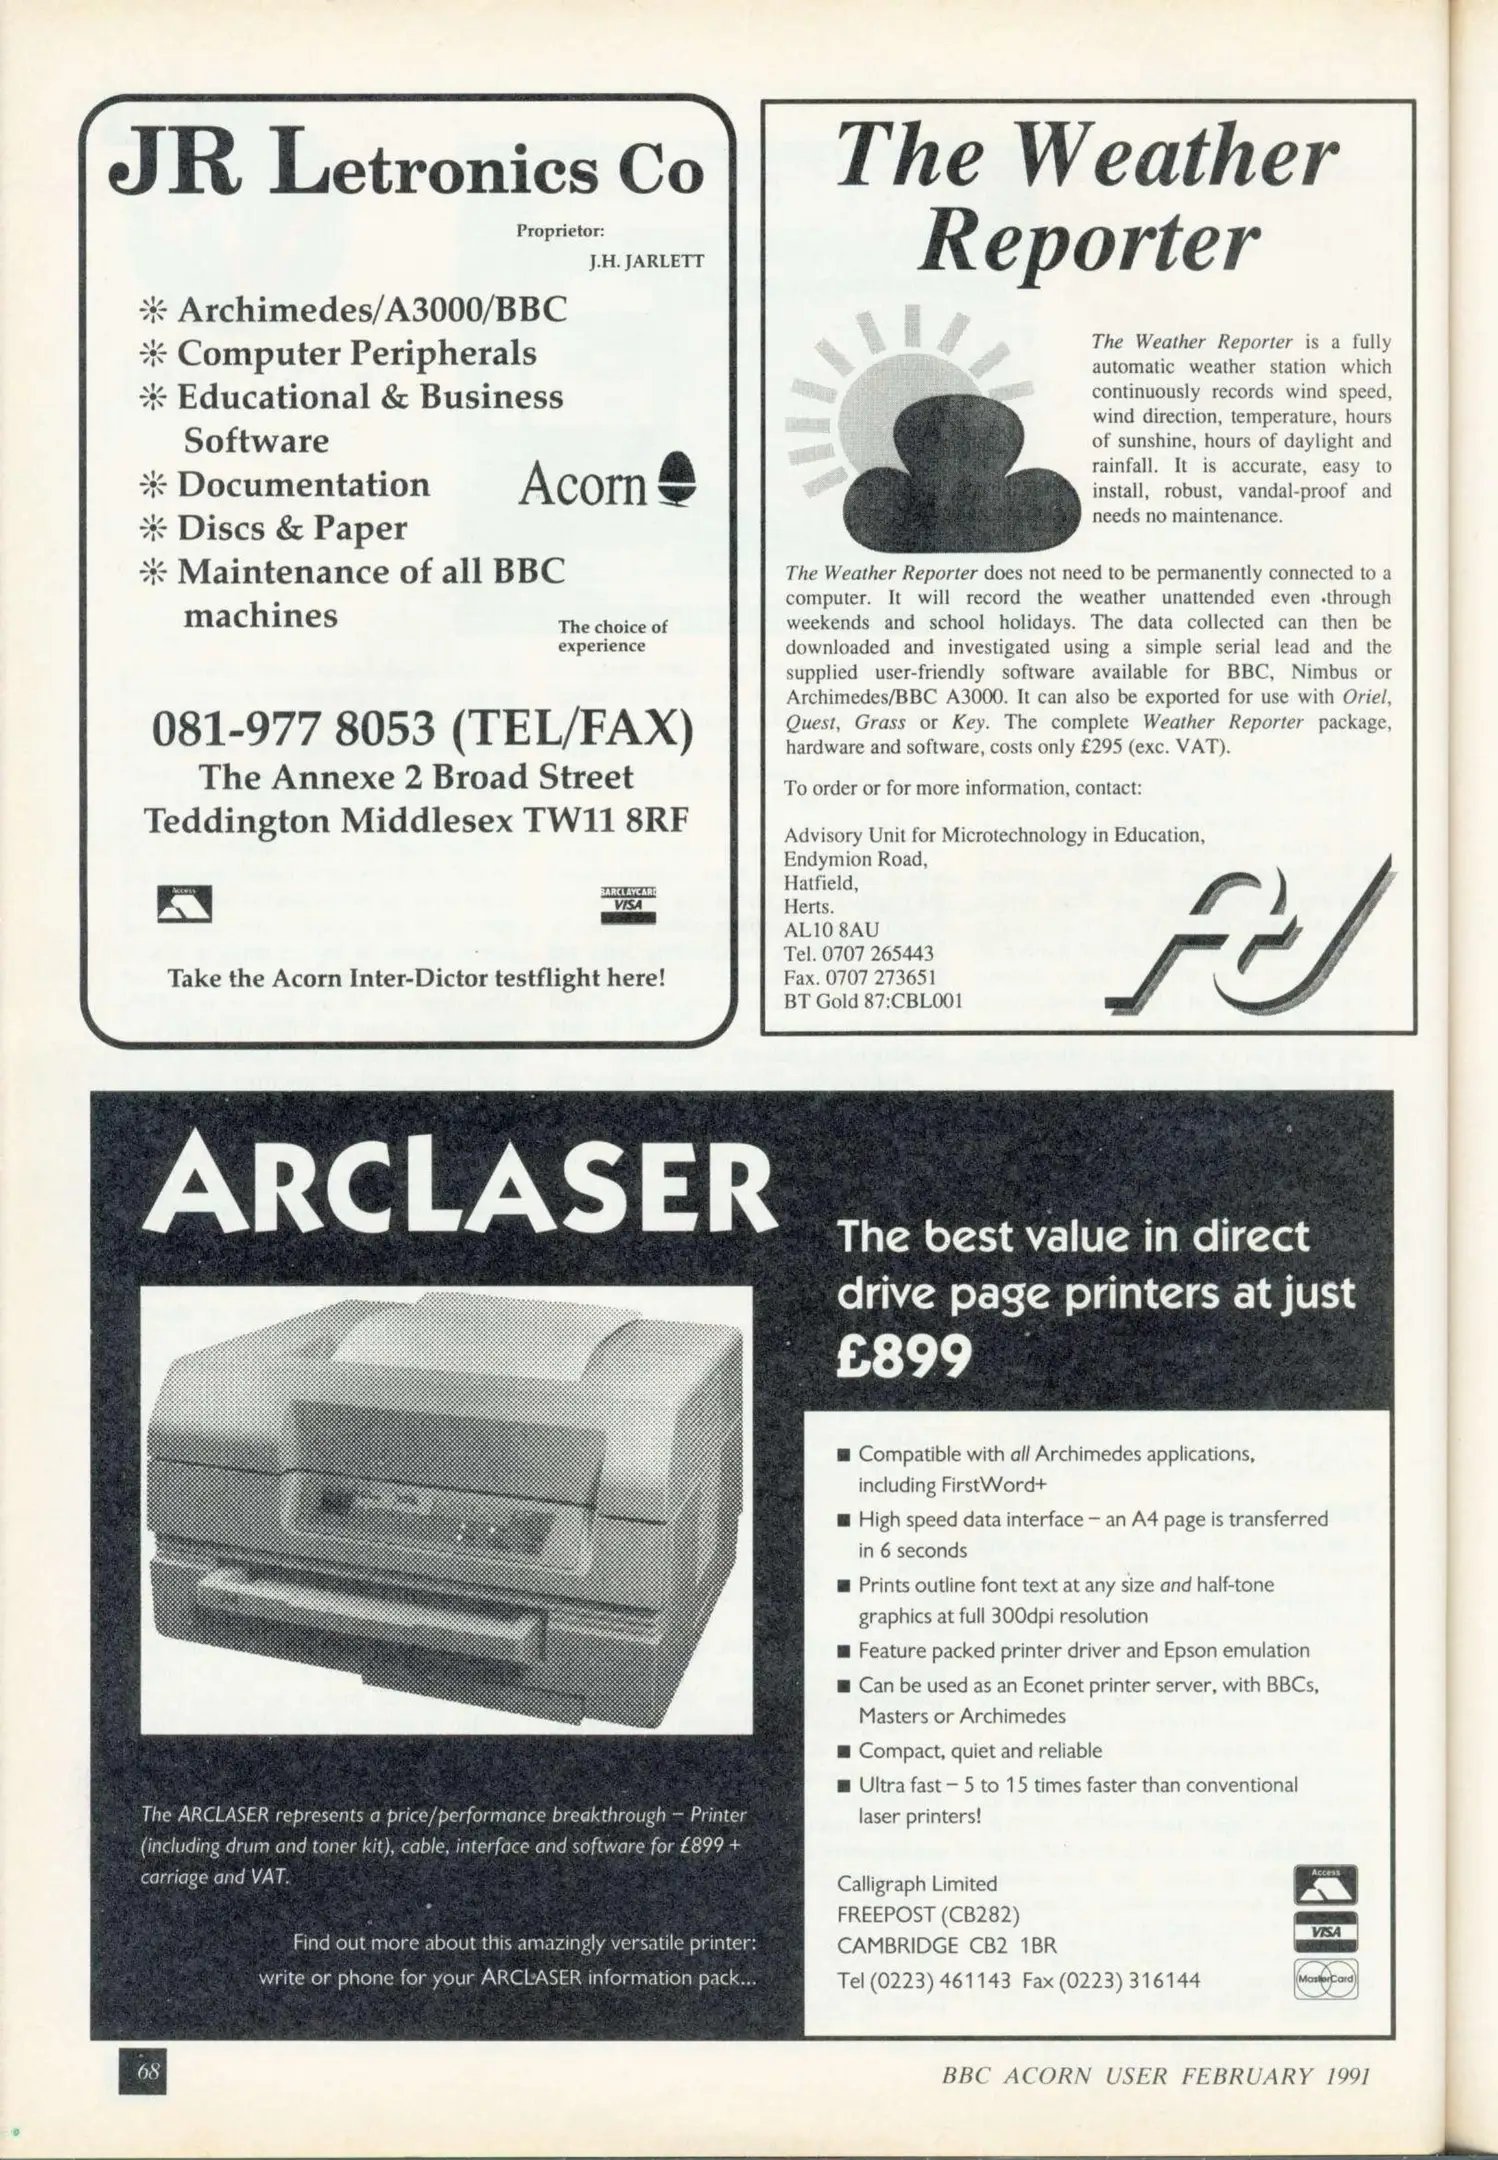 JR Letronics Co
Proprietor:
J.H. JARLETT
Archimedes/A3000/BBC
Computer Peripherals
Educational & Business
Software
Documentation
Discs & Paper
Maintenance of all BBC
machines
Acorn
The choice of
experience
081-977 8053 (TEL/FAX)
The Annexe 2 Broad Street
Teddington Middlesex TW11 8RF
Access
BARCLAYCARD
VISA
Take the Acorn Inter-Dictor testflight here!
The Weather
Reporter
The Weather Reporter is a fully
automatic weather station which
continuously records wind speed,
wind direction, temperature, hours
of sunshine, hours of daylight and
rainfall. It is accurate, easy to
install, robust, vandal-proof and
needs no maintenance.
The Weather Reporter does not need to be permanently connected to a
computer. It will record the weather unattended even through
weekends and school holidays. The data collected can then be
downloaded and investigated using a simple serial lead and the
supplied user-friendly software available for BBC, Nimbus or
Archimedes/BBC A3000. It can also be exported for use with Oriel,
Quest, Grass or Key. The complete Weather Reporter package,
hardware and software, costs only £295 (exc. VAT).
To order or for more information, contact:
Advisory Unit for Microtechnology in Education,
Endymion Road,
Hatfield,
Herts.
AL10 8AU
Tel. 0707 265443
Fax. 0707 273651
BT Gold 87:CBL001
ARCLASER
The best value in direct
drive page printers at just
£899
■ Compatible with all Archimedes applications,
including FirstWord+
■ High speed data interface – an A4 page is transferred
in 6 seconds
■ Prints outline font text at any size and half-tone
graphics at full 300dpi resolution
■ Feature packed printer driver and Epson emulation
■ Can be used as an Econet printer server, with BBCs,
Masters or Archimedes
■ Compact, quiet and reliable
■ Ultra fast – 5 to 15 times faster than conventional
laser printers!
The ARCLASER represents a price/performance breakthrough – Printer
(including drum and toner kit), cable, interface and software for £899 +
carriage and VAT.
Find out more about this amazingly versatile printer:
write or phone for your ARCLASER information pack...
Calligraph Limited
FREEPOST (CB282)
CAMBRIDGE CB2 1BR
Tel (0223) 461143 Fax (0223) 316144
Access
VISA
MasterCard
68
BBC ACORN USER FEBRUARY 1991